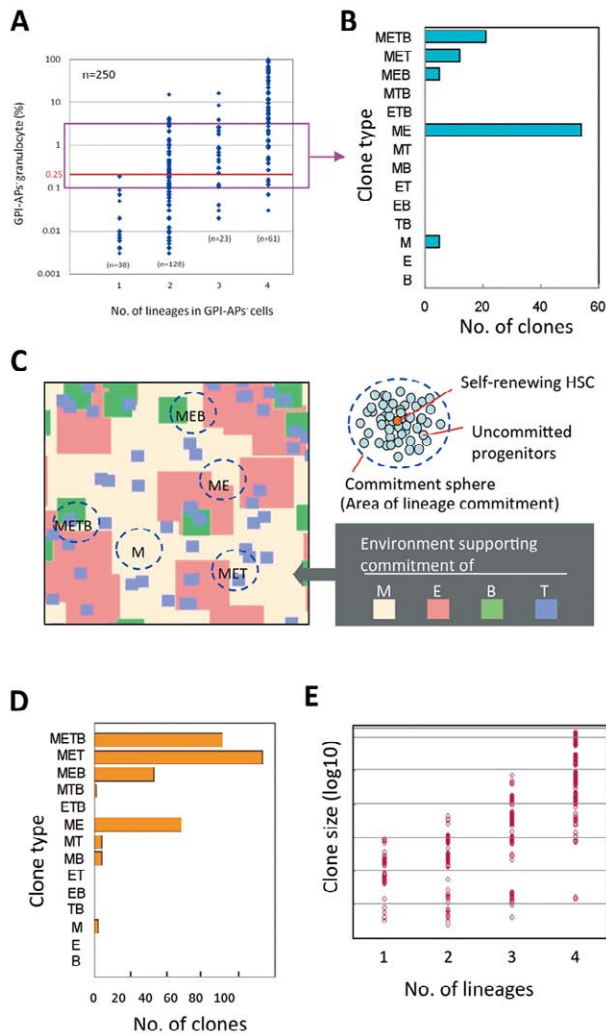 A
n=250
GPI-APs⁻granulocyte (%)
100
10
1
0.25
0.1
0.01
0.001
(n=38)
(n=128)
(n=23)
(n=61)
1 2 3 4
No. of lineages in GPI-APs⁻cells
B
Clone type
METB
MET
MEB
MTB
ETB
ME
MT
MB
ET
EB
TB
M
E
B
0 20 40 60
No. of clones
C
MEB
ME
METB
M
MET
Self-renewing HSC
Uncommitted
progenitors
Commitment sphere
(Area of lineage commitment)
Environment supporting
commitment of
M E B T
D
Clone type
METB
MET
MEB
MTB
ETB
ME
MT
MB
ET
EB
TB
M
E
B
0 20 40 60 80 100
No. of clones
E
Clone size (log10)
1 2 3 4
No. of lineages